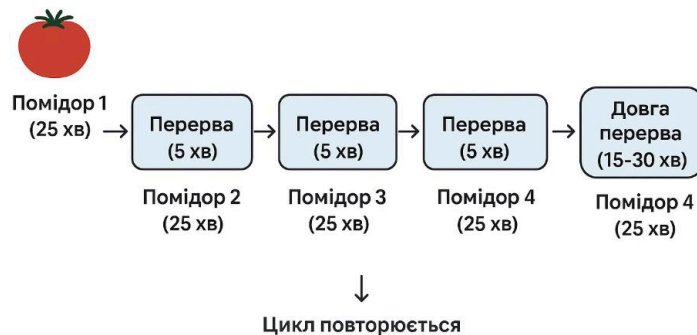 Помідор 1
(25 хв)
Перерва
(5 хв)
Перерва
(5 хв)
Перерва
(5 хв)
Довга
перерва
(15-30 хв)
Помідор 2
(25 хв)
Помідор 3
(25 хв)
Помідор 4
(25 хв)
Помідор 4
(25 хв)
Цикл повторюється